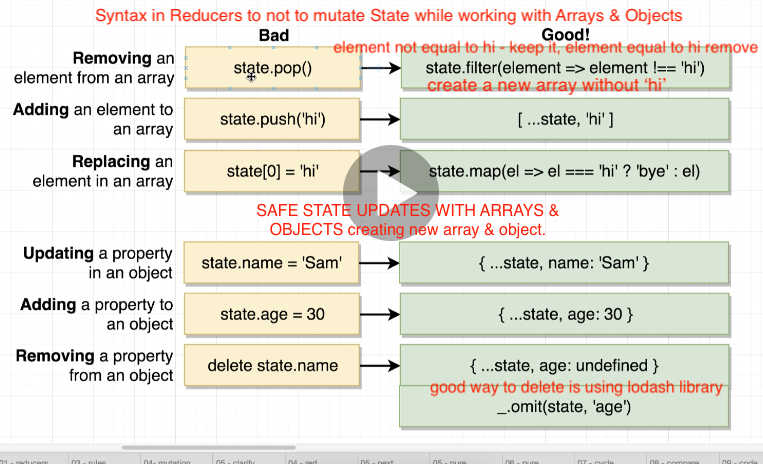 Syntax in Reducers to not to mutate State while working with Arrays & Objects
Bad
Good!
element not equal to hi - keep it, element equal to hi remove
Removing an
element from an array
state.pop()
state.filter(element => element !== 'hi')
create a new array without ‘hi’
Adding an element to
an array
state.push('hi')
[ ...state, 'hi' ]
Replacing an
element in an array
state[0] = 'hi'
state.map(el => el === 'hi' ? 'bye' : el)
SAFE STATE UPDATES WITH ARRAYS &
OBJECTS creating new array & object.
Updating a property
in an object
state.name = 'Sam'
{ ...state, name: 'Sam' }
Adding a property to
an object
state.age = 30
{ ...state, age: 30 }
Removing a property
from an object
delete state.name
{ ...state, age: undefined }
good way to delete is using lodash library
_.omit(state, 'age')
01 - reducers
03 - rules
04- mutation
05 - clarify
04 - red
05 - next
05 - pure
06 - pure
07 - cycle
08 - compare
09 - code